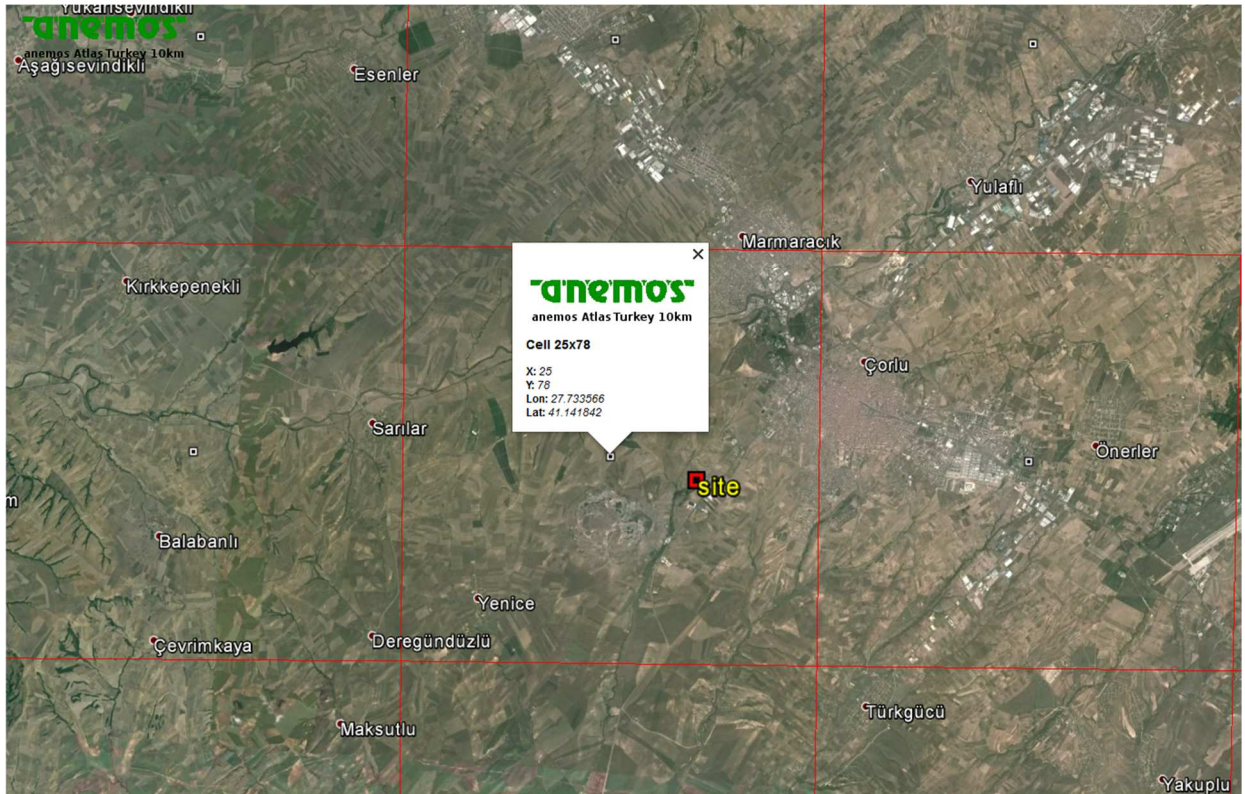 Yukarısevindikli
anemos
anemos Atlas Turkey 10km
Aşağısevindikli
Esenler
Yulaflı
Marmaracık
Kırkkepenekli
anemos
anemos Atlas Turkey 10km
Cell 25x78
X: 25
Y: 78
Lon: 27.733566
Lat: 41.141842
Çorlu
Sarılar
Önerler
site
m
Balabanlı
Yenice
Çevrimkaya
Deregündüzlü
Türkgücü
Maksutlu
Yakuplu